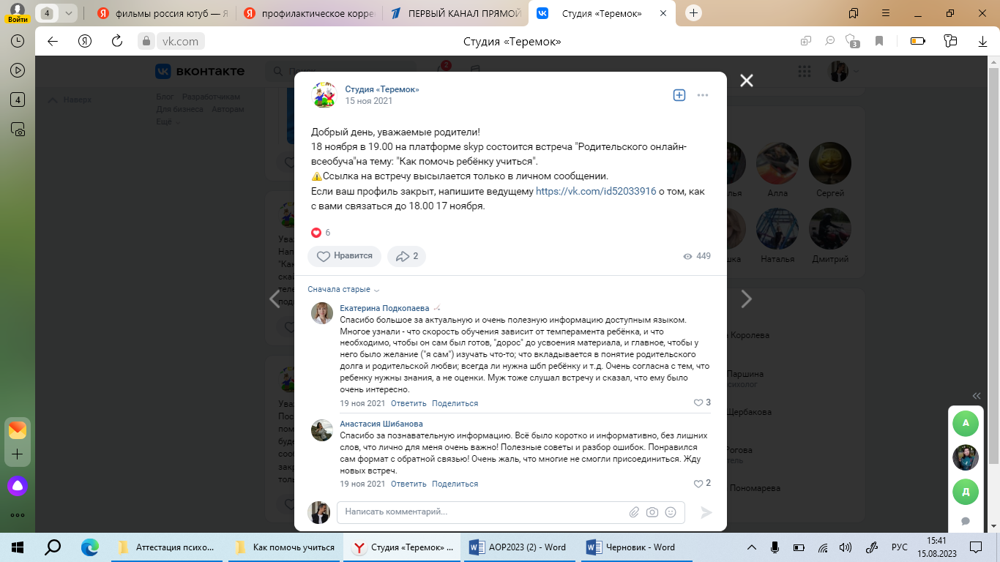 Войти
4
фильмы россия ютуб — Я
профилактическое коррек
ПЕРВЫЙ КАНАЛ ПРЯМОЙ
Студия «Теремок»
vk.com
Студия «Теремок»
3
4
вконтакте
Поиск
2
Наверх
Блог Разработчикам
Для бизнеса Авторам
Ещё
Студия «Теремок»
15 ноя 2021
Добрый день, уважаемые родители!
18 ноября в 19.00 на платформе skyp состоится встреча "Родительского онлайн-
всеобуча"на тему: "Как помочь ребёнку учиться".
⚠️Ссылка на встречу высылается только в личном сообщении.
Если ваш профиль закрыт, напишите ведущему https://vk.com/id52033916 о том, как
с вами связаться до 18.00 17 ноября.
6
Нравится
2
449
Сначала старые
Екатерина Подкопаева
Спасибо большое за актуальную и очень полезную информацию доступным языком.
Многое узнали - что скорость обучения зависит от темперамента ребёнка, и что
необходимо, чтобы он сам был готов, "дорос" до усвоения материала, и главное, чтобы у
него было желание ("я сам") изучать что-то; что вкладывается в понятие родительского
долга и родительской любви; всегда ли нужна шбп ребёнку и т.д. Очень согласна с тем, что
ребенку нужны знания, а не оценки. Муж тоже слушал встречу и сказал, что ему было
очень интересно.
19 ноя 2021 Ответить Поделиться
3
Анастасия Шибанова
Спасибо за познавательную информацию. Всё было коротко и информативно, без лишних
слов, что лично для меня очень важно! Полезные советы и разбор ошибок. Понравился
сам формат с обратной связью! Очень жаль, что многие не смогли присоединиться. Жду
новых встреч.
19 ноя 2021 Ответить Поделиться
2
Написать комментарий...
Алла
Сергей
Наталья
Дмитрий
Королева
Паршина
Щербакова
Рогова
Пономарева
А
Д
Аттестация психо...
Как помочь учиться
Студия «Теремок» ...
АОР2023 (2) - Word
Черновик - Word
РУС
15:41
15.08.2023